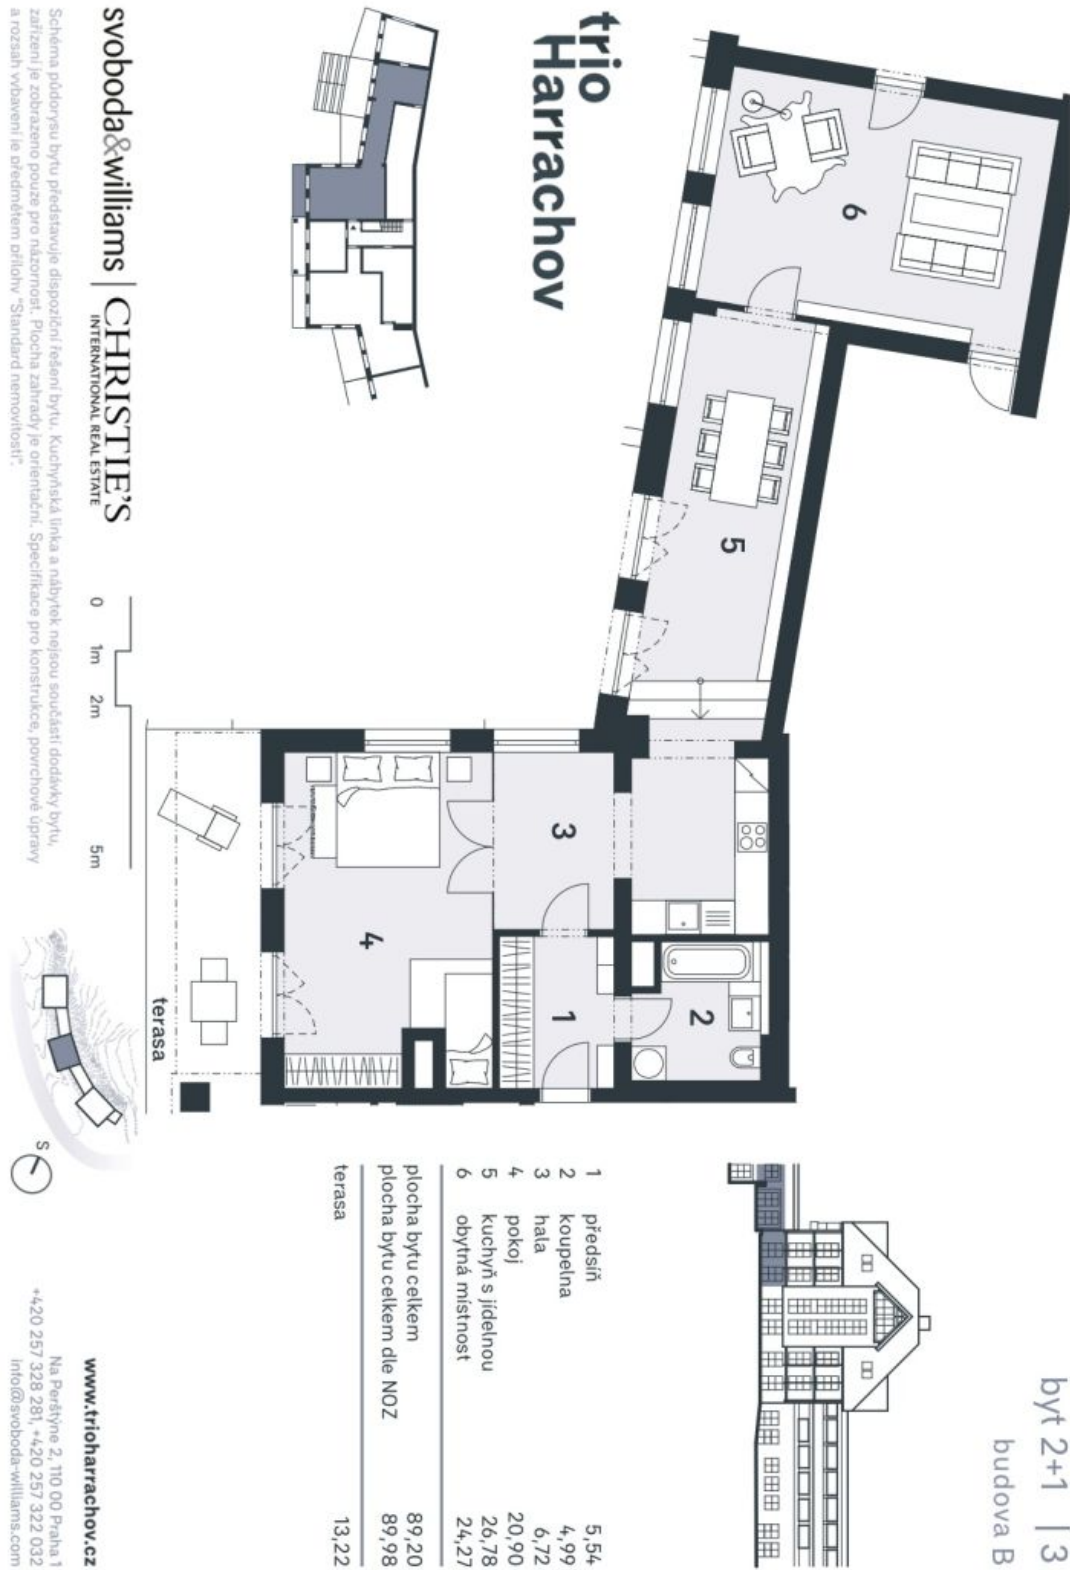 byt 2+1 | 3
budova B
trio
Harrachov
1 předsíň 5,54
2 koupelna 4,99
3 hala 6,72
4 pokoj 20,90
5 kuchyň s jídelnou 26,78
6 obytná místnost 24,27
plocha bytu celkem 89,20
plocha bytu celkem dle NOZ 89,98
terasa 13,22
6
5
3
4
1
2
terasa
0 1m 2m 5m
S
svoboda&williams | CHRISTIE'S
INTERNATIONAL REAL ESTATE
www.trioharrachov.cz
Na Perštýně 2, 110 00 Praha 1
+420 257 328 281, +420 257 322 032
info@svoboda-williams.com
Schéma půdorysu bytu představuje dispoziční řešení bytu. Kuchyňská linka a nábytek nejsou součástí dodávky bytu,
zařízení je zobrazeno pouze pro názornost. Plocha zahrady je orientační. Specifikace pro konstrukce, povrchové úpravy
a rozsah vybavení je předmětem přílohy "Standard nemovitosti".